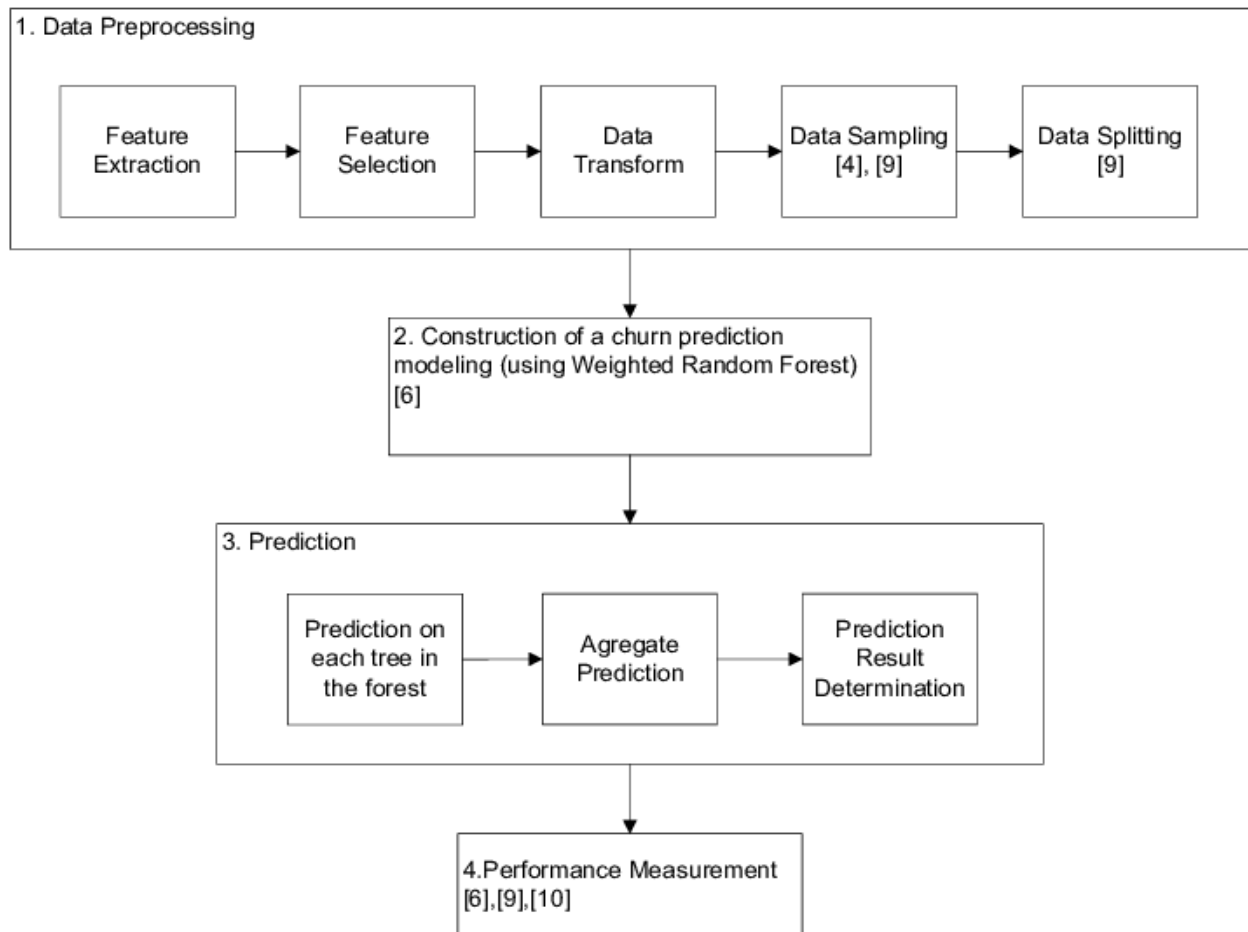 1. Data Preprocessing
Feature
Extraction
Feature
Selection
Data
Transform
Data Sampling
[4], [9]
Data Splitting
[9]
2. Construction of a churn prediction
modeling (using Weighted Random Forest)
[6]
3. Prediction
Prediction on
each tree in
the forest
Agregate
Prediction
Prediction
Result
Determination
4.Performance Measurement
[6],[9],[10]